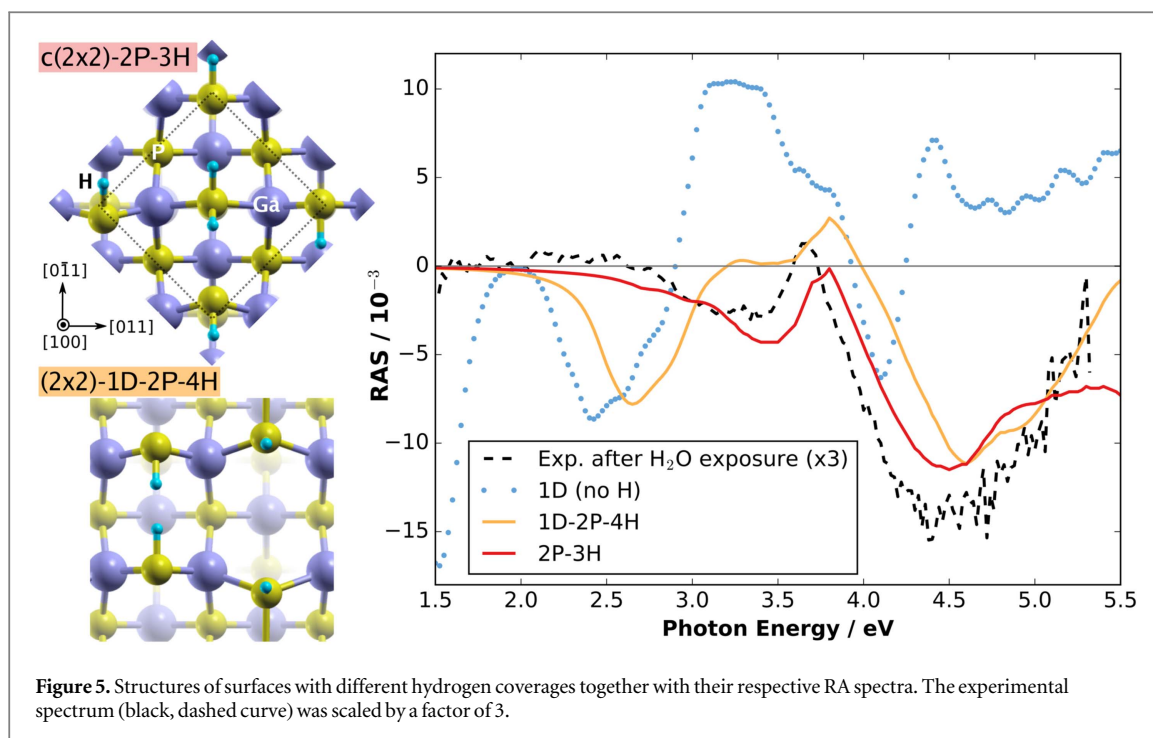 c(2x2)-2P-3H
P
H
Ga
[0$\bar{1}$1]
[011]
[100]
(2x2)-1D-2P-4H
RAS / 10⁻³
10
5
0
−5
−10
−15
Exp. after H₂O exposure (x3)
1D (no H)
1D-2P-4H
2P-3H
1.5 2.0 2.5 3.0 3.5 4.0 4.5 5.0 5.5
Photon Energy / eV
Figure 5. Structures of surfaces with different hydrogen coverages together with their respective RA spectra. The experimental
spectrum (black, dashed curve) was scaled by a factor of 3.